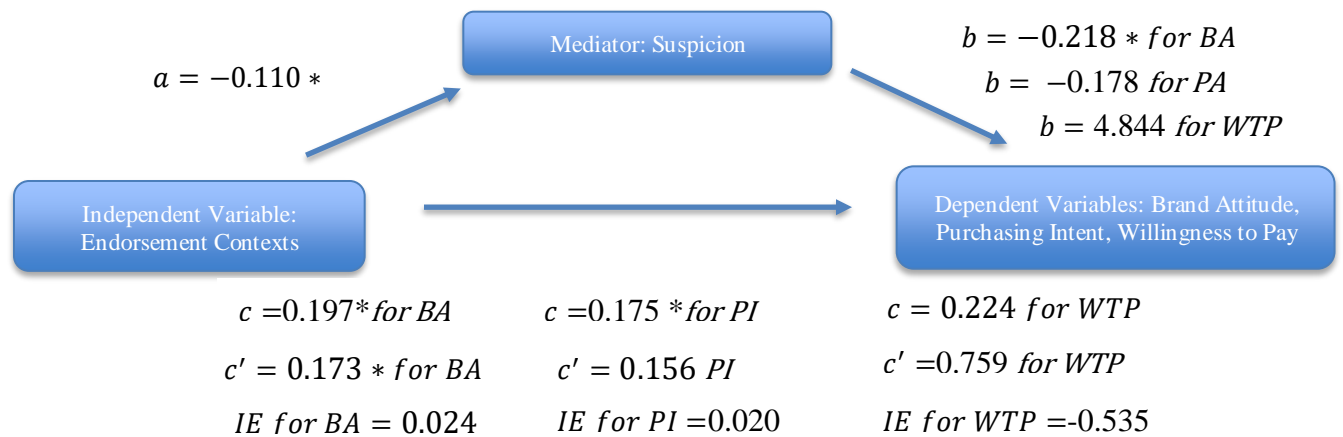 Mediator: Suspicion
a = −0.110 *
b = −0.218 * for BA
b = −0.178 for PA
b = 4.844 for WTP
Independent Variable:
Endorsement Contexts
Dependent Variables: Brand Attitude,
Purchasing Intent, Willingness to Pay
c =0.197* for BA
c =0.175 * for PI
c = 0.224 for WTP
c′ = 0.173 * for BA
c′ = 0.156 PI
c′ =0.759 for WTP
IE for BA = 0.024
IE for PI =0.020
IE for WTP =-0.535